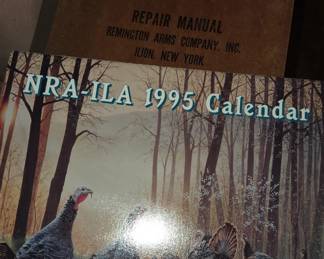 REPAIR MANUAL
REMINGTON ARMS COMPANY, INC.
ILION, NEW YORK
NRA-ILA 1995 Calendar